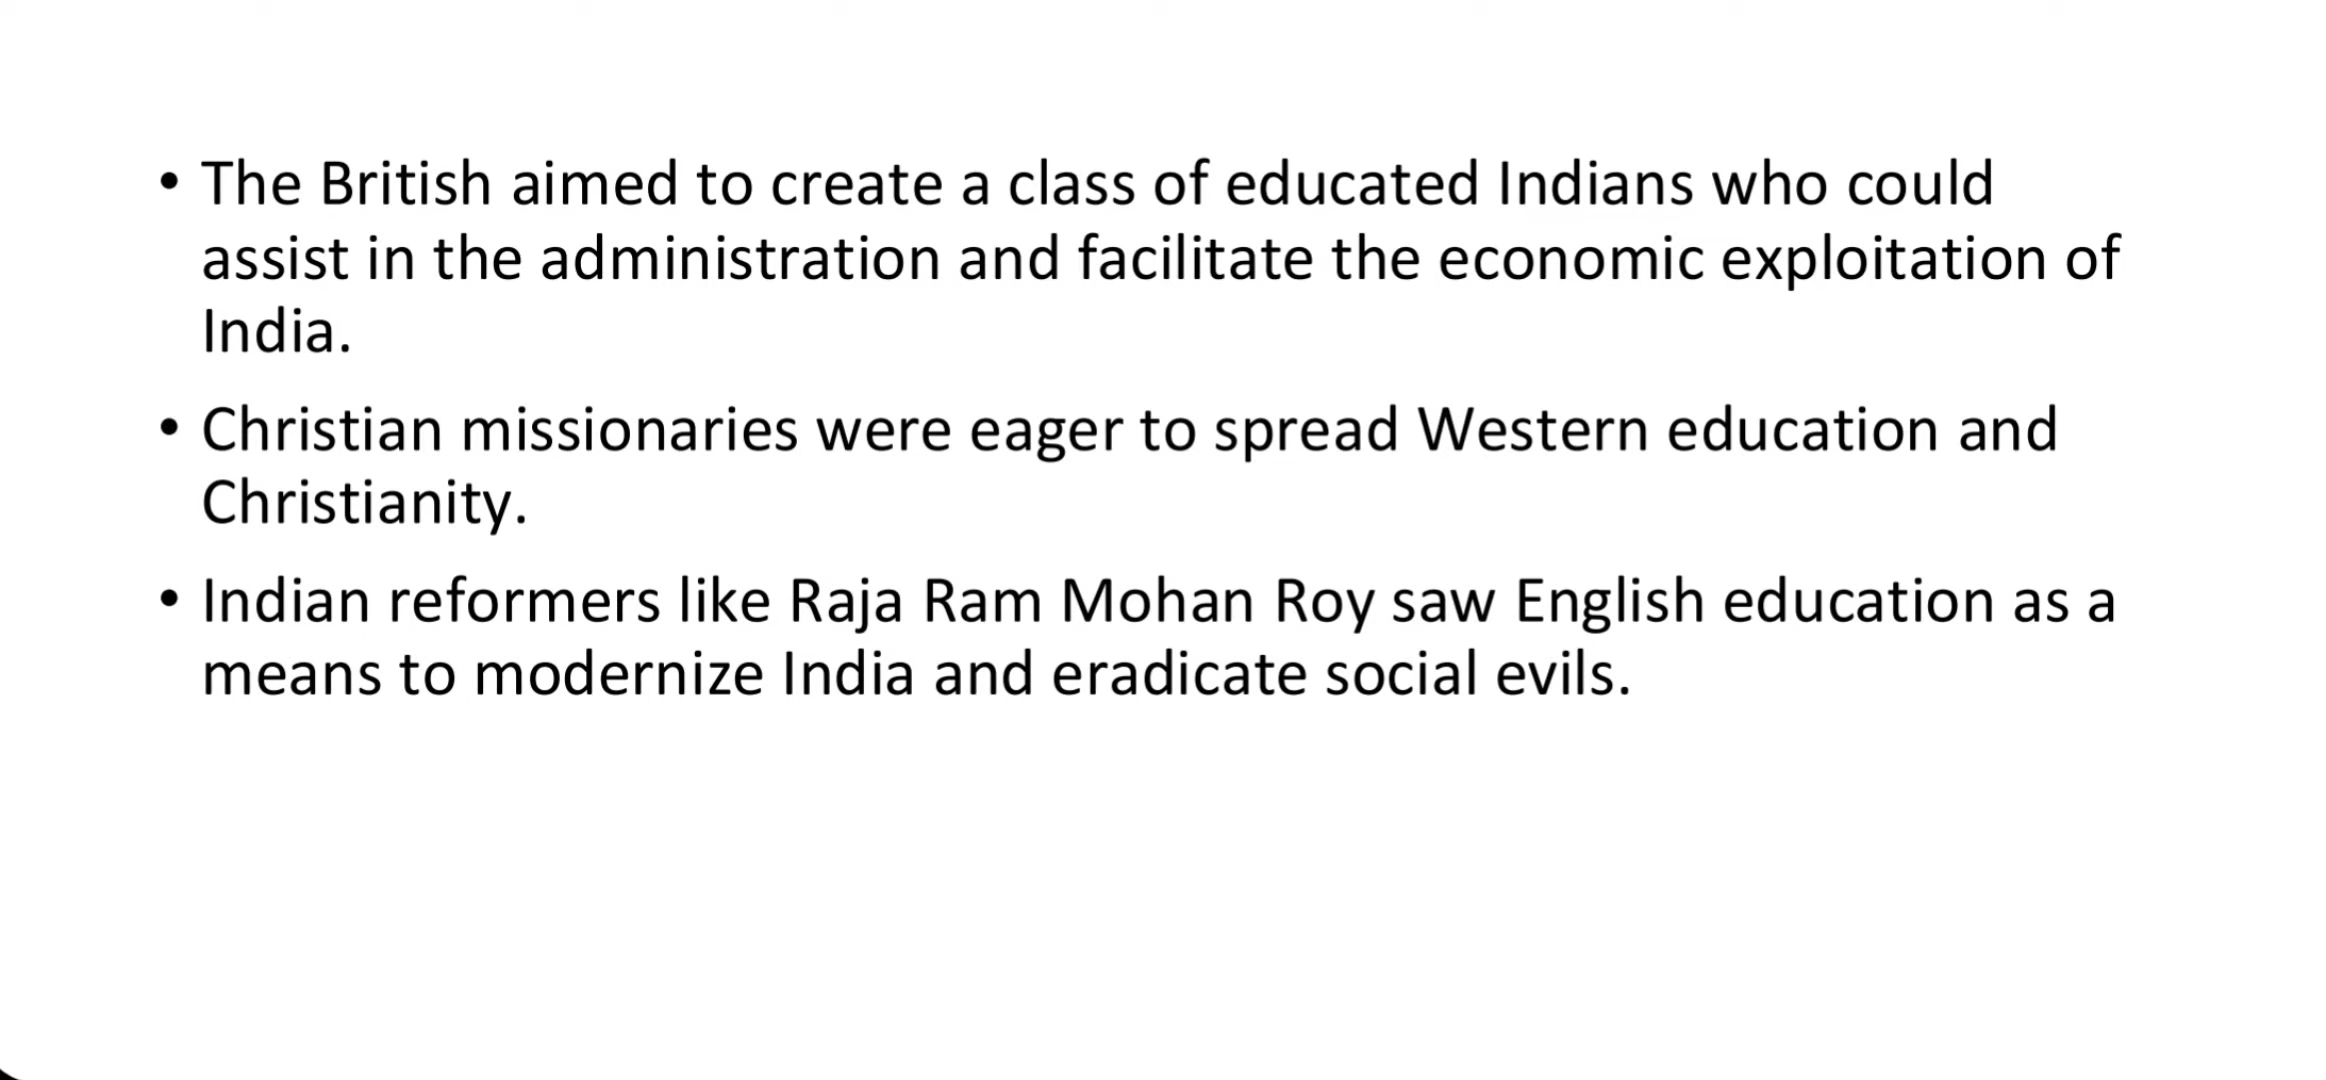 • The British aimed to create a class of educated Indians who could
assist in the administration and facilitate the economic exploitation of
India.
• Christian missionaries were eager to spread Western education and
Christianity.
• Indian reformers like Raja Ram Mohan Roy saw English education as a
means to modernize India and eradicate social evils.